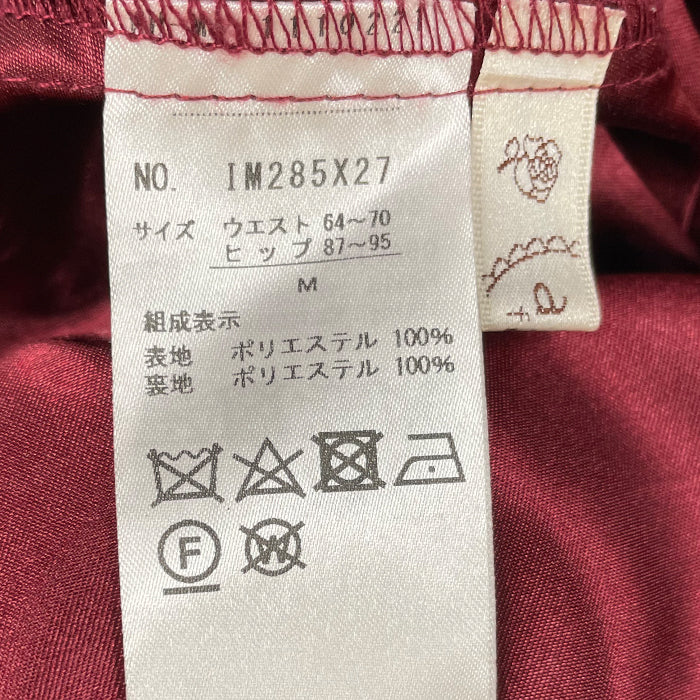 NO. IM285X27
サイズ ウエスト 64～70
ヒップ 87～95
M
組成表示
表地 ポリエステル 100%
裏地 ポリエステル 100%
F
W